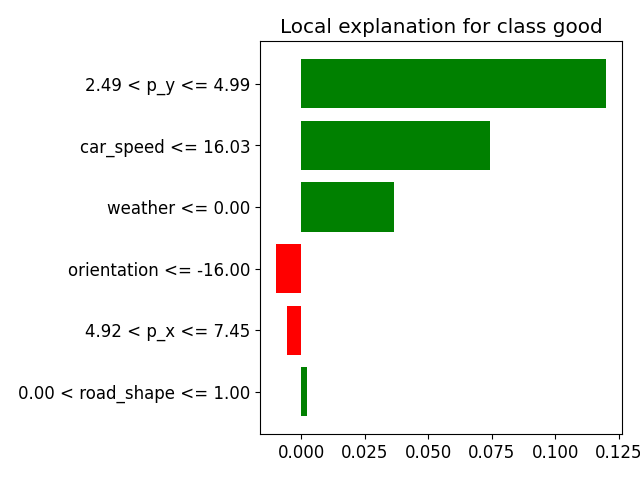 Local explanation for class good
2.49 < p_y <= 4.99
car_speed <= 16.03
weather <= 0.00
orientation <= -16.00
4.92 < p_x <= 7.45
0.00 < road_shape <= 1.00
0.000 0.025 0.050 0.075 0.100 0.125